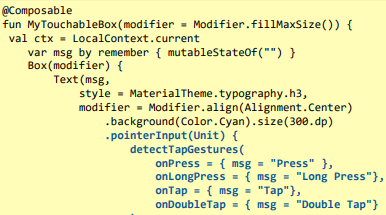 @Composable
fun MyTouchableBox(modifier = Modifier.fillMaxSize()) {
val ctx = LocalContext.current
var msg by remember { mutableStateOf("") }
Box(modifier) {
Text(msg,
style = MaterialTheme.typography.h3,
modifier = Modifier.align(Alignment.Center)
.background(Color.Cyan).size(300.dp)
.pointerInput(Unit) {
detectTapGestures(
onPress = { msg = "Press" },
onLongPress = { msg = "Long Press"},
onTap = { msg = "Tap"},
onDoubleTap = { msg = "Double Tap"}